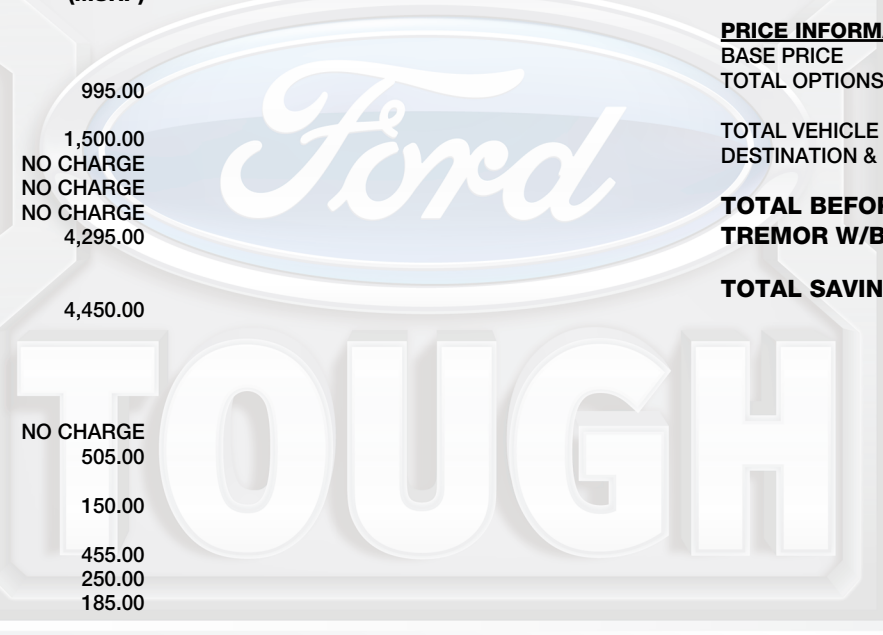 (MSRP)
995.00
1,500.00
NO CHARGE
NO CHARGE
NO CHARGE
4,295.00
4,450.00
NO CHARGE
505.00
150.00
455.00
250.00
185.00
PRICE INFORMA
BASE PRICE
TOTAL OPTIONS
TOTAL VEHICLE
DESTINATION &
TOTAL BEFOR
TREMOR W/B
TOTAL SAVIN
Ford
TOUGH